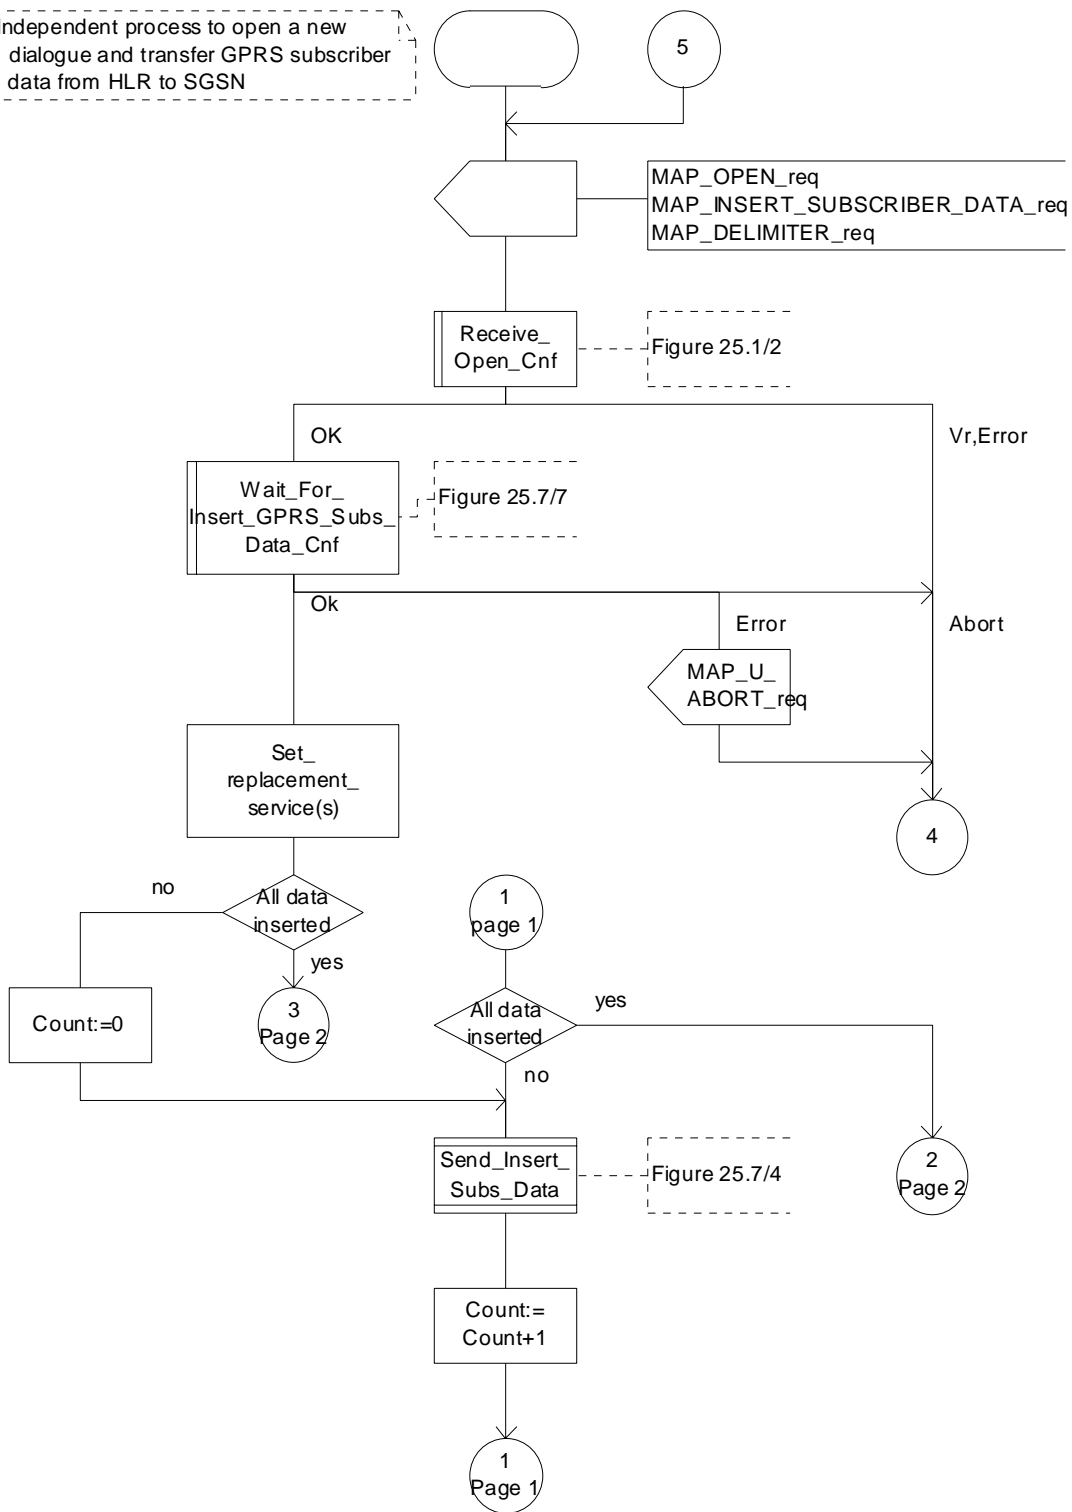 Independent process to open a new
dialogue and transfer GPRS subscriber
data from HLR to SGSN
5
MAP_OPEN_req
MAP_INSERT_SUBSCRIBER_DATA_req
MAP_DELIMITER_req
Receive_
Open_Cnf
Figure 25.1/2
OK
Vr,Error
Wait_For_
Insert_GPRS_Subs_
Data_Cnf
Figure 25.7/7
Ok
Error
Abort
MAP_U_
ABORT_req
Set_
replacement_
service(s)
4
no
All data
inserted
yes
1
page 1
Count:=0
3
Page 2
All data
inserted
yes
no
Send_Insert_
Subs_Data
Figure 25.7/4
2
Page 2
Count:=
Count+1
1
Page 1